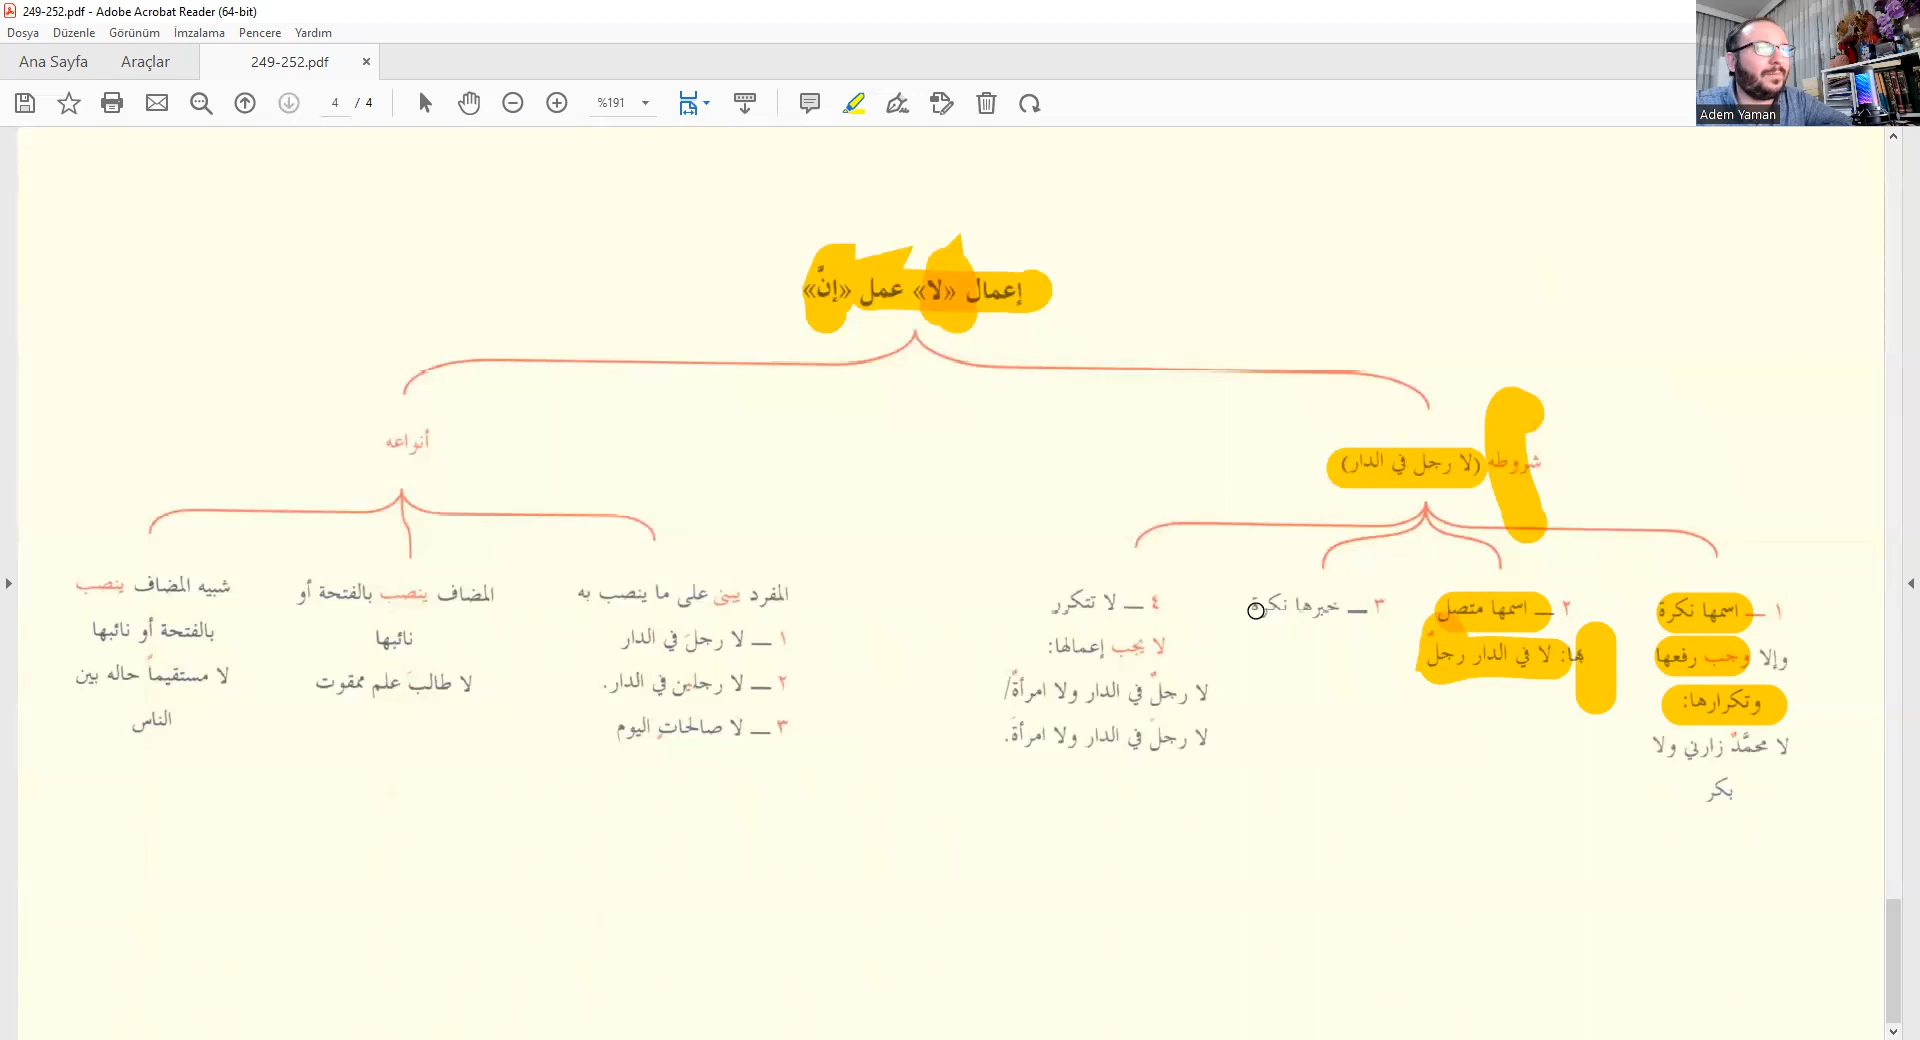 249-252.pdf - Adobe Acrobat Reader (64-bit)
Dosya Düzenle Görünüm İmzalama Pencere Yardım
Ana Sayfa Araçlar 249-252.pdf ×
4 / 4 %191
Adem Yaman
إعمال «لا» عمل «إنَّ»
شروطه (لا رجل في الدار)
١ ــ اسمها نكرة
وإلا وجب رفعها
وتكرارها:
لا محمَّدٌ زارني ولا
بكر
٢ ــ اسمها متصل
بها: لا في الدار رجلٌ
٣ ــ خبرها نكرة
٤ ــ لا تتكرر
لا يجب إعمالها:
لا رجلٌ في الدار ولا امرأةٌ/
لا رجلَ في الدار ولا امرأةَ.
أنواعه
المفرد يبنى على ما ينصب به
١ ــ لا رجلَ في الدار
٢ ــ لا رجلين في الدار.
٣ ــ لا صالحاتٍ اليوم
المضاف ينصب بالفتحة أو
نائبها
لا طالبَ علم ممقوت
شبيه المضاف ينصب
بالفتحة أو نائبها
لا مستقيماً حاله بين
الناس